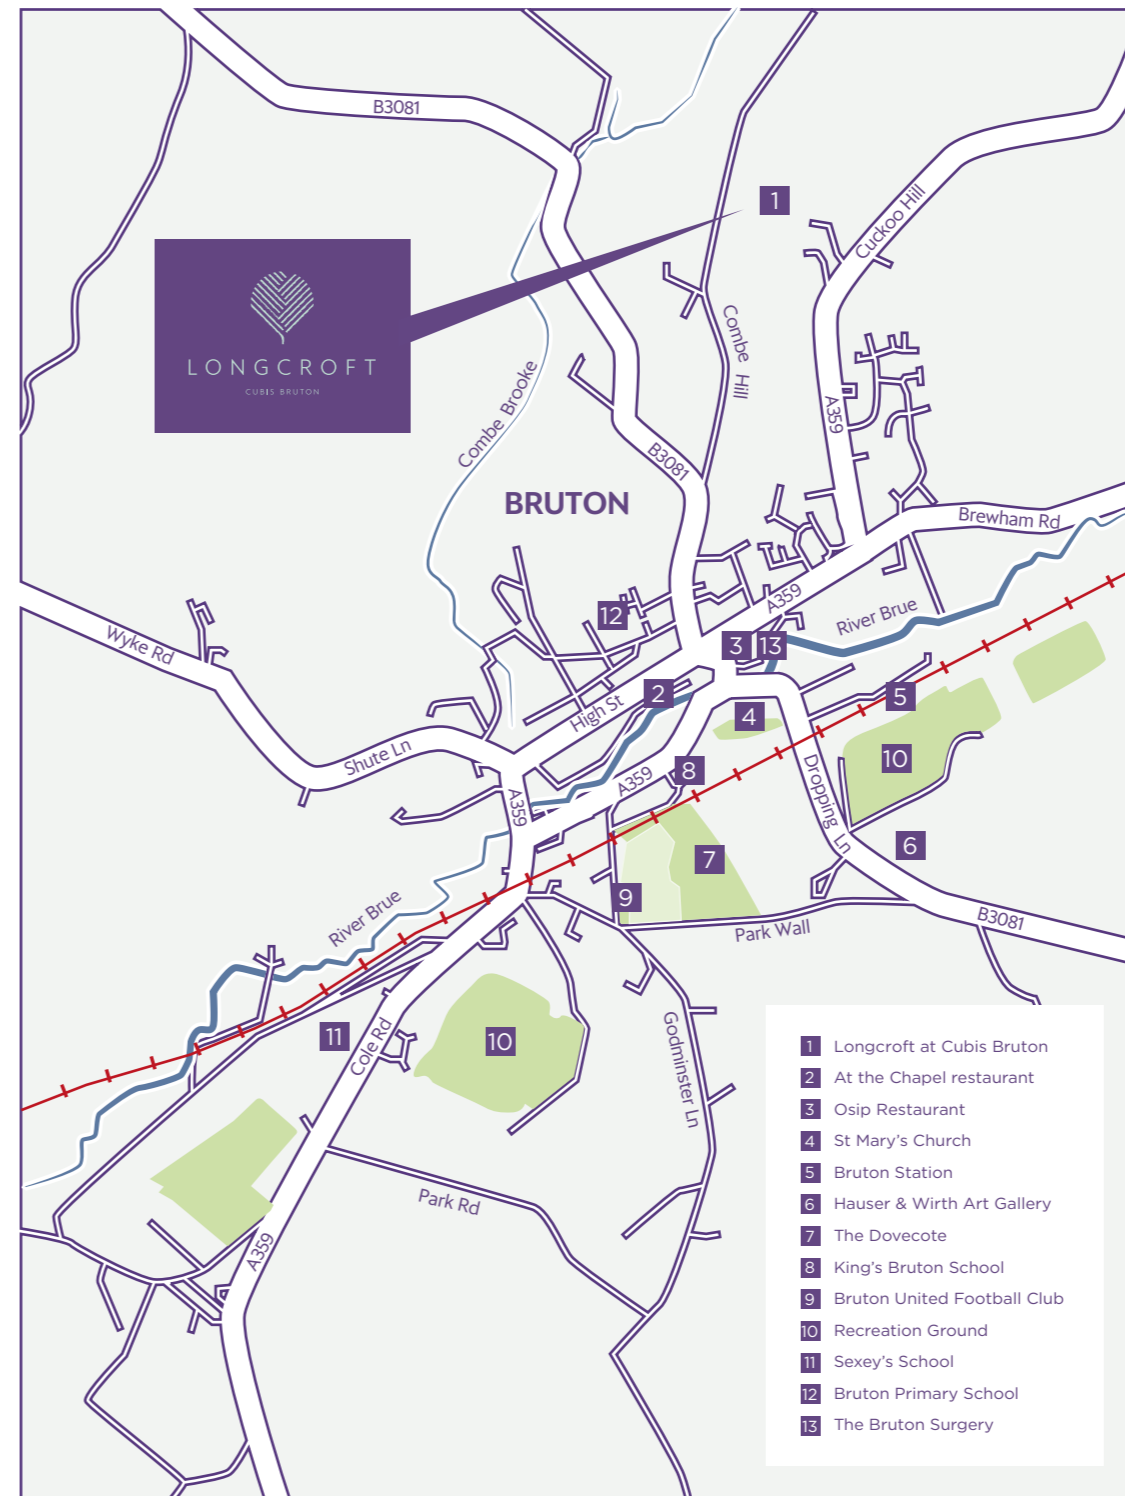 B3081
1
Cuckoo Hill
LONGCROFT
CUBIS BRUTON
Combe Hill
Combe Brooke
A359
B3081
BRUTON
Brewham Rd
A359
12
River Brue
3
13
Wyke Rd
2
High St
4
5
Shute Ln
8
10
A359
A359
Dropping Ln
6
7
9
River Brue
Park Wall
B3081
11
Cole Rd
10
Godminster Ln
Park Rd
A359
1 Longcroft at Cubis Bruton
2 At the Chapel restaurant
3 Osip Restaurant
4 St Mary's Church
5 Bruton Station
6 Hauser & Wirth Art Gallery
7 The Dovecote
8 King's Bruton School
9 Bruton United Football Club
10 Recreation Ground
11 Sexey's School
12 Bruton Primary School
13 The Bruton Surgery